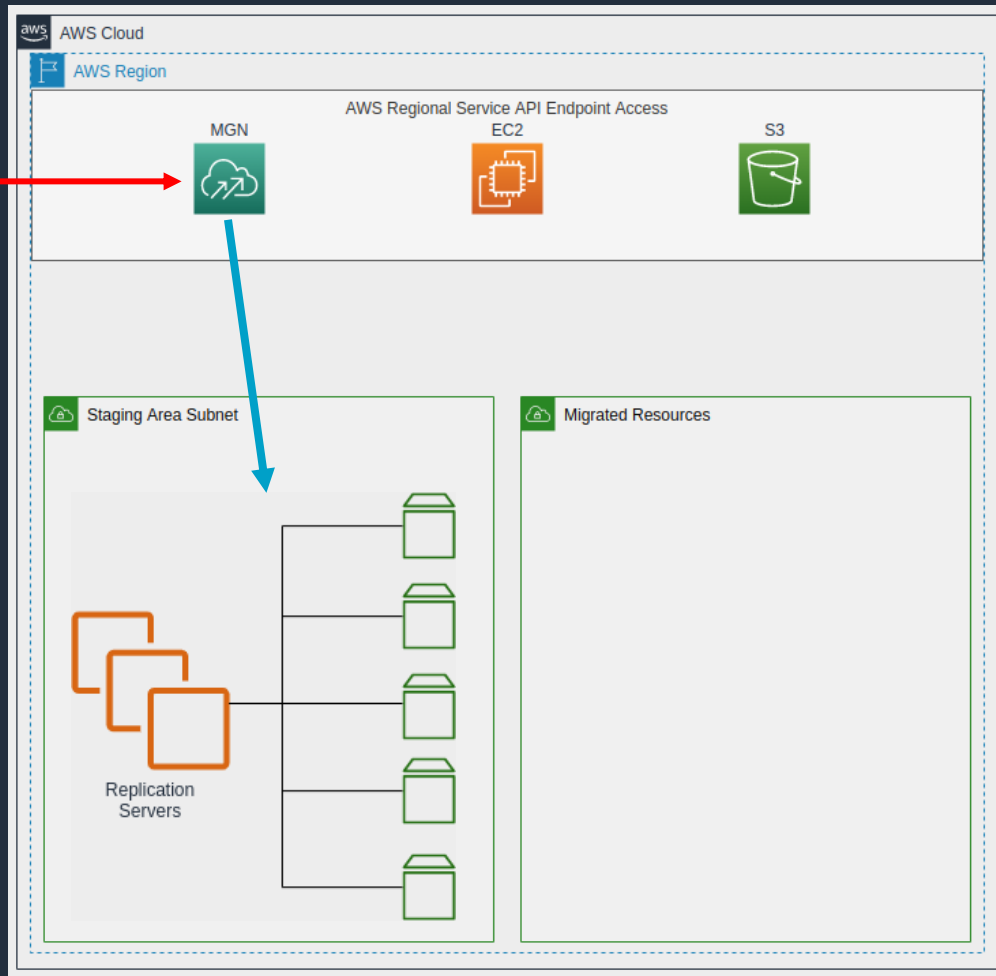 aws
AWS Cloud
AWS Region
AWS Regional Service API Endpoint Access
MGN
EC2
S3
Staging Area Subnet
Migrated Resources
Replication
Servers